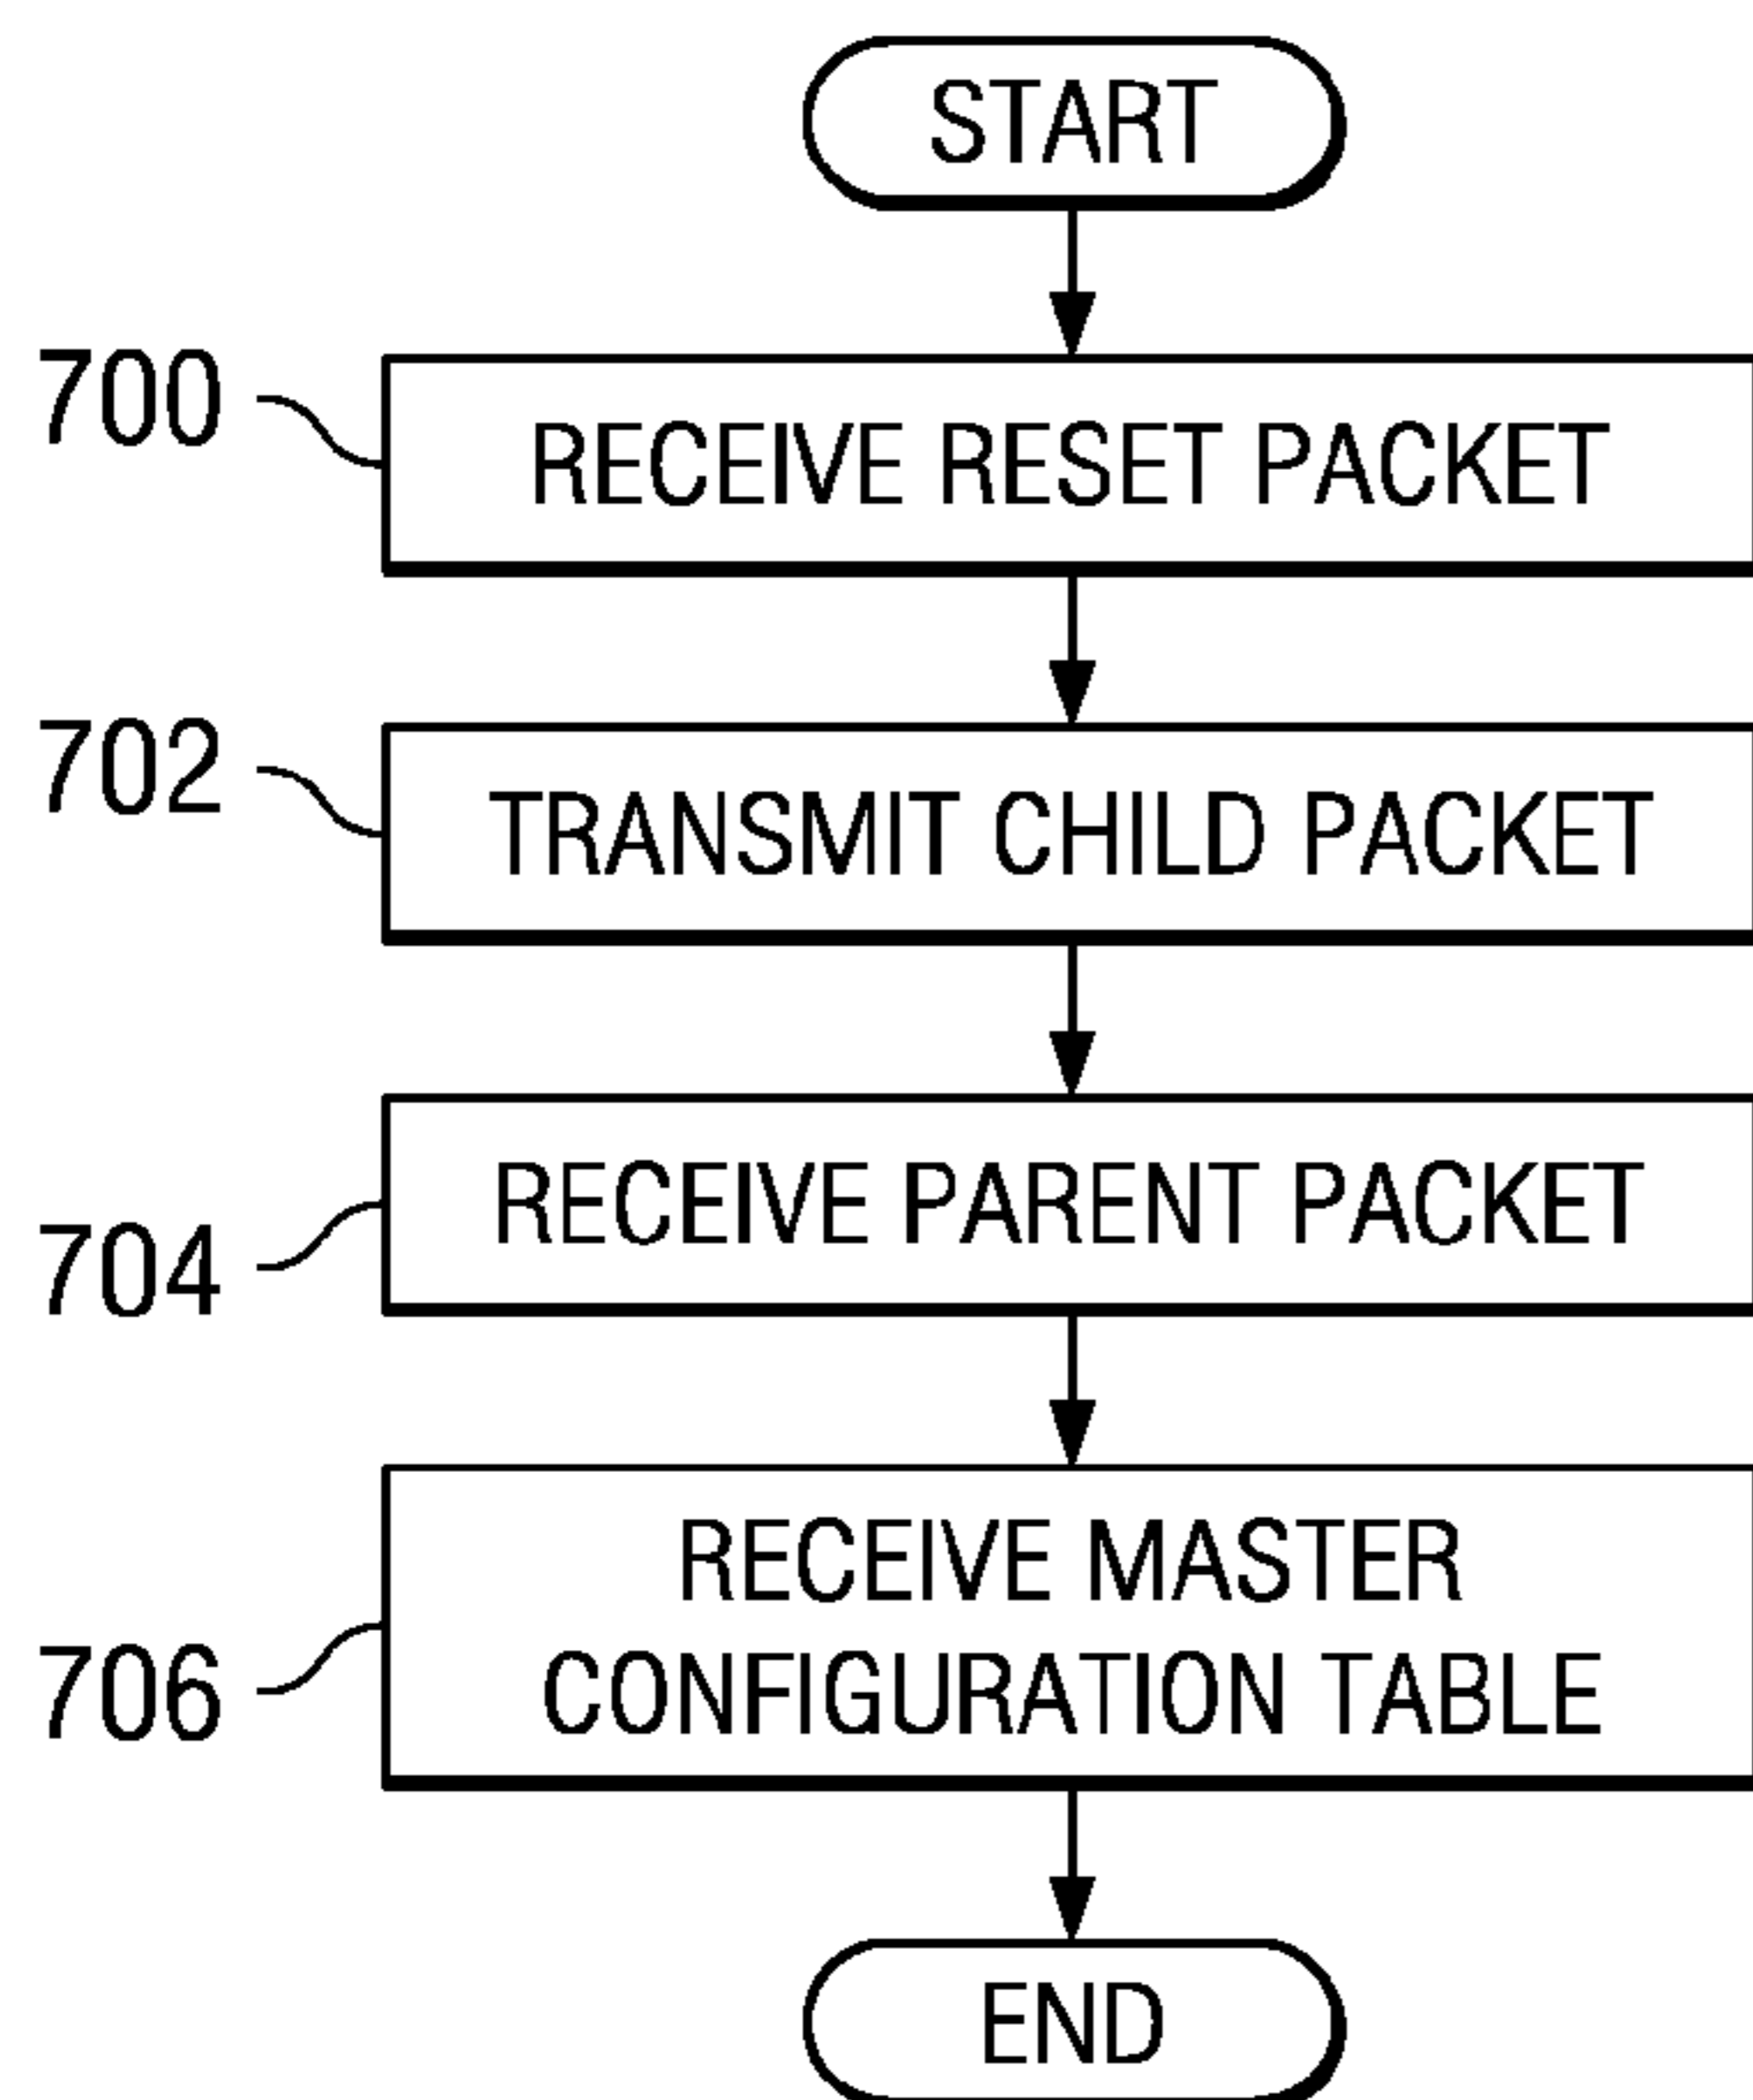 START
700
RECEIVE RESET PACKET
702
TRANSMIT CHILD PACKET
704
RECEIVE PARENT PACKET
706
RECEIVE MASTER
CONFIGURATION TABLE
END